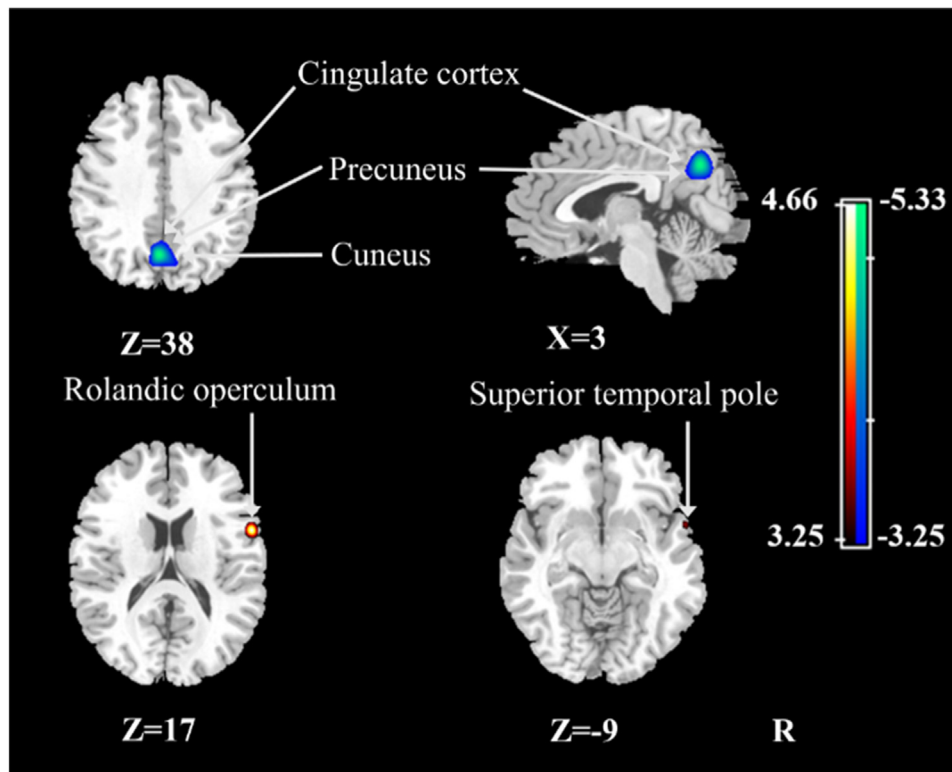 Cingulate cortex
Precuneus
Cuneus
4.66
-5.33
Z=38
X=3
Rolandic operculum
Superior temporal pole
3.25
-3.25
Z=17
Z=-9
R